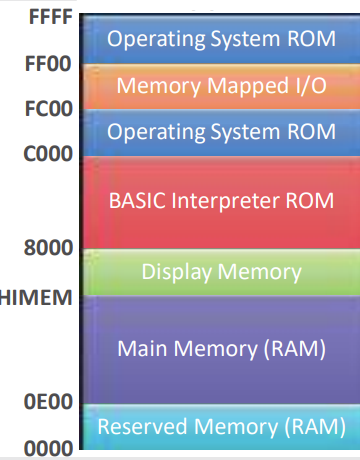 FFFF
Operating System ROM
FF00
Memory Mapped I/O
FC00
Operating System ROM
C000
BASIC Interpreter ROM
8000
Display Memory
HIMEM
Main Memory (RAM)
0E00
Reserved Memory (RAM)
0000